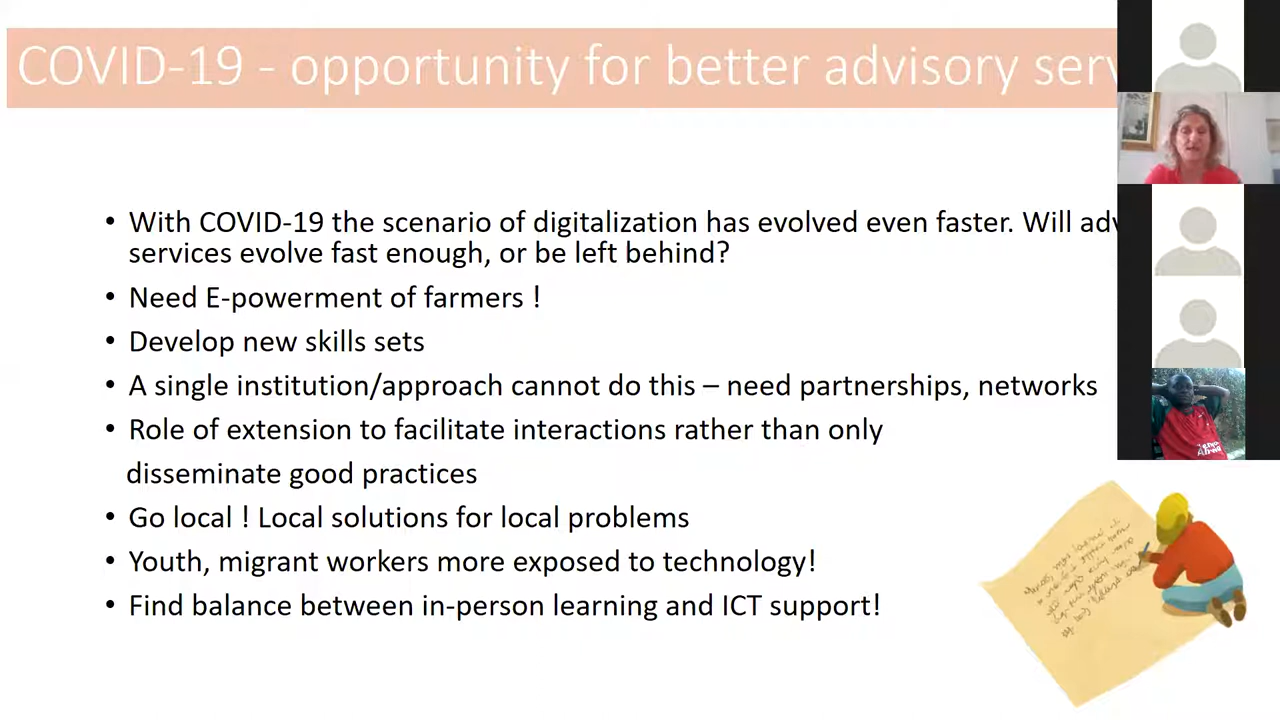 COVID-19 - opportunity for better advisory serv
• With COVID-19 the scenario of digitalization has evolved even faster. Will adv
services evolve fast enough, or be left behind?
• Need E-powerment of farmers !
• Develop new skills sets
• A single institution/approach cannot do this – need partnerships, networks
• Role of extension to facilitate interactions rather than only
disseminate good practices
• Go local ! Local solutions for local problems
• Youth, migrant workers more exposed to technology!
• Find balance between in-person learning and ICT support!